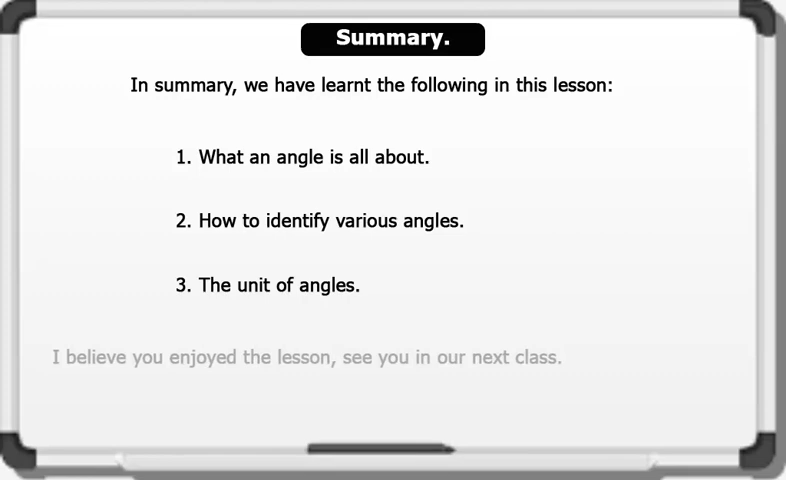 Summary.
In summary, we have learnt the following in this lesson:
1. What an angle is all about.
2. How to identify various angles.
3. The unit of angles.
I believe you enjoyed the lesson, see you in our next class.